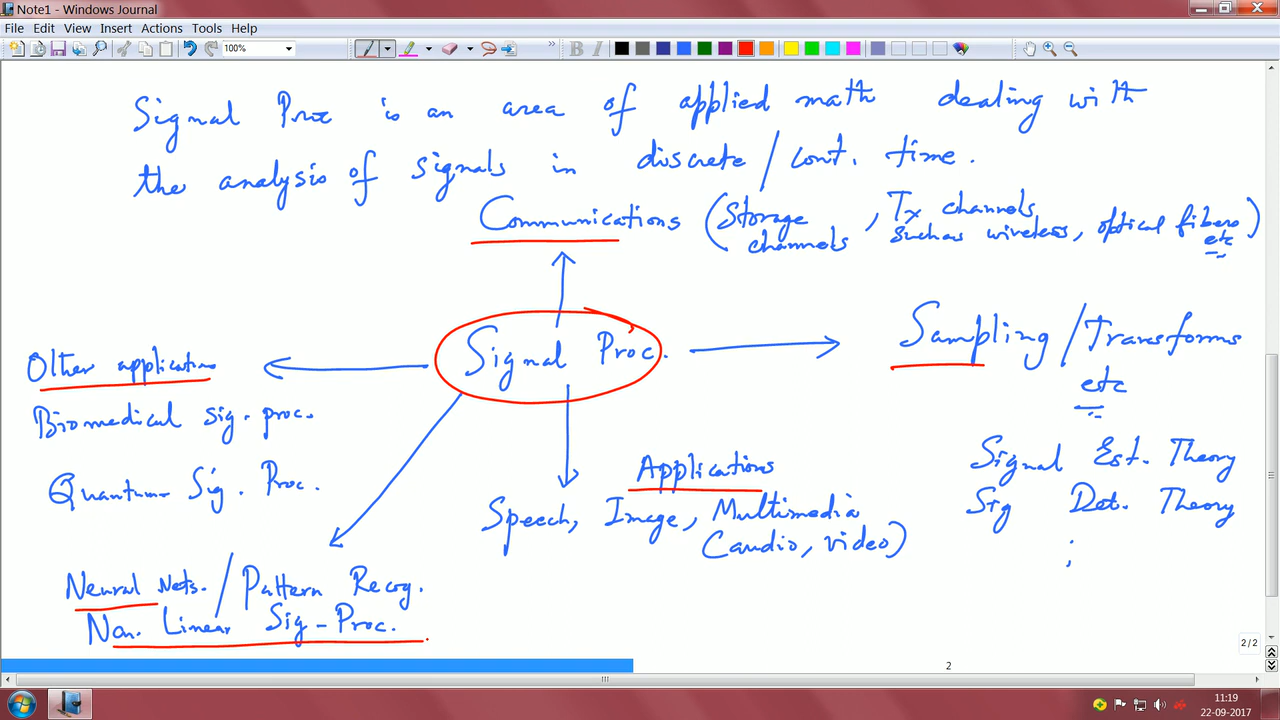 Note1 - Windows Journal
File Edit View Insert Actions Tools Help
100%
Signal Proc is an area of applied math dealing with
the analysis of signals in discrete / cont. time.
Communications (Storage channels, Tx channels such as wireless, optical fibers etc)
Signal Proc.
Sampling / Transforms
etc
Signal Est. Theory
Sig Det. Theory
:
Other applications
Biomedical sig. proc.
Quantum Sig. Proc.
Applications
Speech, Image, Multimedia
(audio, video)
Neural Nets. / Pattern Recog.
Non. Linear Sig-Proc.
2/2
2
11:19
22-09-2017